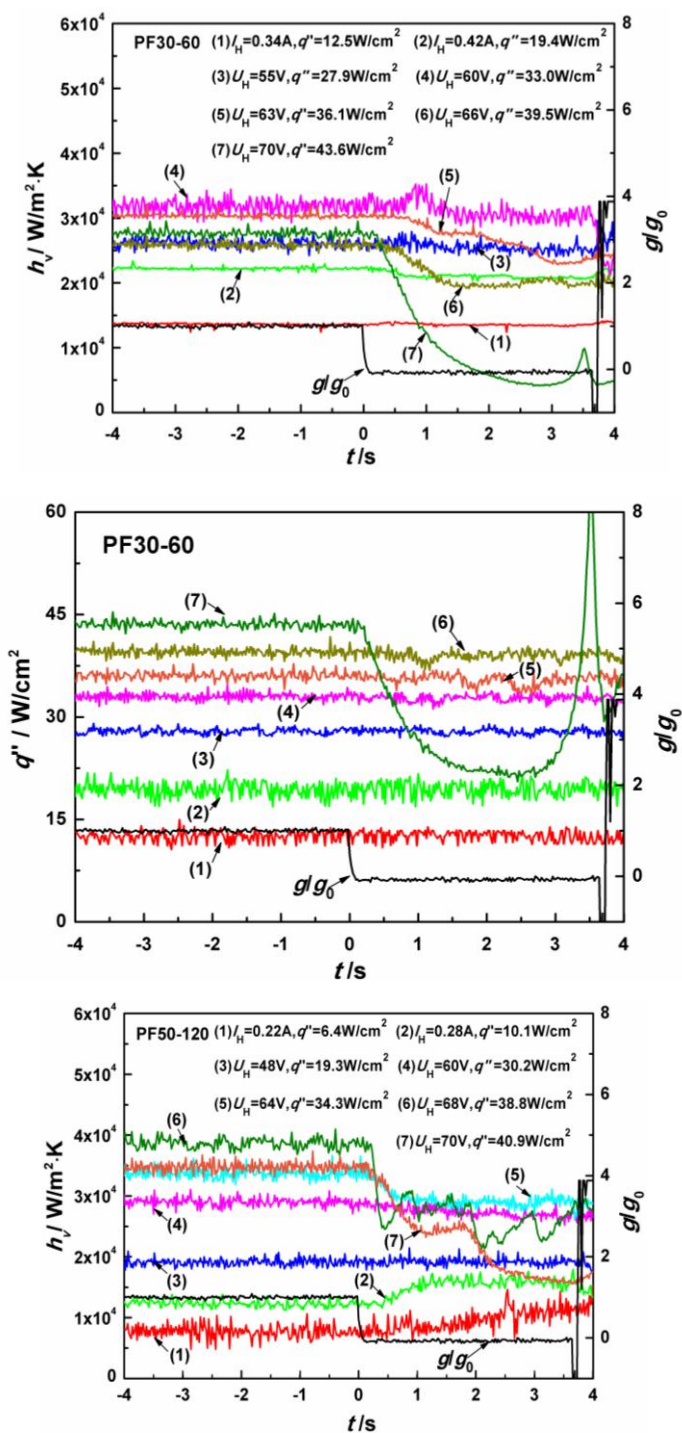 PF30-60 (1) I_H=0.34A, q''=12.5W/cm² (2) I_H=0.42A, q''=19.4W/cm²
(3) U_H=55V, q''=27.9W/cm² (4) U_H=60V, q''=33.0W/cm²
(5) U_H=63V, q''=36.1W/cm² (6) U_H=66V, q''=39.5W/cm²
(7) U_H=70V, q''=43.6W/cm²
6x10⁴
5x10⁴
4x10⁴
3x10⁴
2x10⁴
1x10⁴
0
h_v / W/m²·K
(4)
(5)
(3)
(2)
(6)
(1)
(7)
g/g₀
8
6
4
2
0
g/g₀
-4 -3 -2 -1 0 1 2 3 4
t /s
PF30-60
60
45
30
15
0
q'' / W/cm²
(7)
(6)
(5)
(4)
(3)
(2)
(1)
g/g₀
8
6
4
2
0
g/g₀
-4 -3 -2 -1 0 1 2 3 4
t /s
PF50-120 (1) I_H=0.22A, q''=6.4W/cm² (2) I_H=0.28A, q''=10.1W/cm²
(3) U_H=48V, q''=19.3W/cm² (4) U_H=60V, q''=30.2W/cm²
(5) U_H=64V, q''=34.3W/cm² (6) U_H=68V, q''=38.8W/cm²
(7) U_H=70V, q''=40.9W/cm²
6x10⁴
5x10⁴
4x10⁴
3x10⁴
2x10⁴
1x10⁴
0
h_v / W/m²·K
(6)
(5)
(4)
(7)
(3)
(2)
(1)
g/g₀
8
6
4
2
0
g/g₀
-4 -3 -2 -1 0 1 2 3 4
t /s